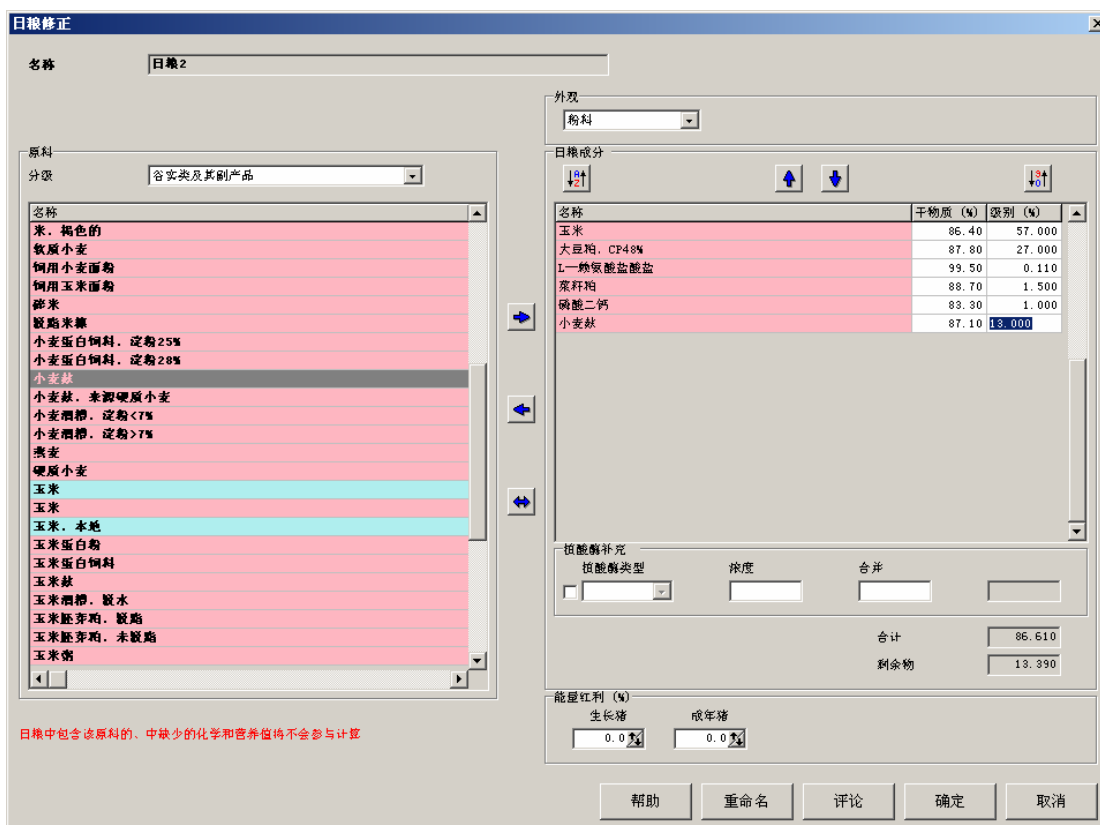 日粮修正
名称 日粮2
外观
粉料
原料
分级 谷实类及其副产品
名称
米．褐色的
软质小麦
饲用小麦面粉
饲用玉米面粉
碎米
脱脂米糠
小麦蛋白饲料．淀粉25%
小麦蛋白饲料．淀粉28%
小麦麸
小麦麸．来源硬质小麦
小麦酒糟．淀粉<7%
小麦酒糟．淀粉>7%
燕麦
硬质小麦
玉米
玉米
玉米．本地
玉米蛋白粉
玉米蛋白饲料
玉米麸
玉米酒糟．脱水
玉米胚芽粕．脱脂
玉米胚芽粕．未脱脂
玉米粥
日粮中包含该原料的、中缺少的化学和营养值将不会参与计算
日粮成分
名称 干物质 (%) 级别 (%)
玉米 86.40 57.000
大豆粕．CP48% 87.80 27.000
L—赖氨酸盐酸盐 99.50 0.110
菜籽粕 88.70 1.500
磷酸二钙 83.30 1.000
小麦麸 87.10 13.000
植酸酶补充
植酸酶类型 浓度 合并
合计 86.610
剩余物 13.390
能量红利 (%)
生长猪 成年猪
0.0 0.0
帮助 重命名 评论 确定 取消